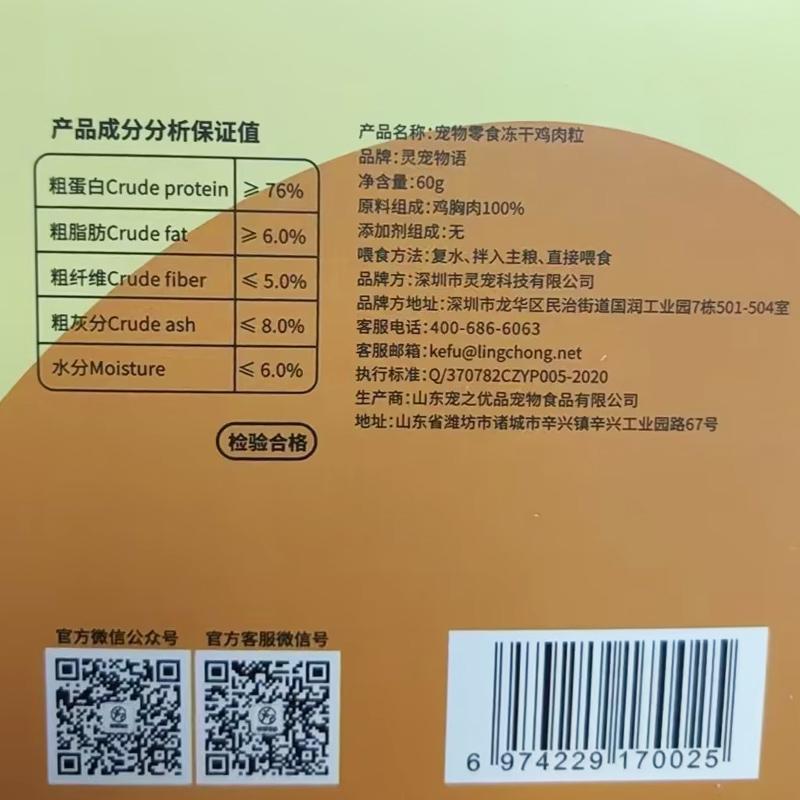 产品成分分析保证值
粗蛋白Crude protein ≥ 76%
粗脂肪Crude fat ≥ 6.0%
粗纤维Crude fiber ≤ 5.0%
粗灰分Crude ash ≤ 8.0%
水分Moisture ≤ 6.0%
检验合格
产品名称:宠物零食冻干鸡肉粒
品牌:灵宠物语
净含量:60g
原料组成:鸡胸肉100%
添加剂组成:无
喂食方法:复水、拌入主粮、直接喂食
品牌方:深圳市灵宠科技有限公司
品牌方地址:深圳市龙华区民治街道国润工业园7栋501-504室
客服电话:400-686-6063
客服邮箱:kefu@lingchong.net
执行标准:Q/370782CZYP005-2020
生产商:山东宠之优品宠物食品有限公司
地址:山东省潍坊市诸城市辛兴镇辛兴工业园路67号
官方微信公众号
官方客服微信号
6 974229 170025